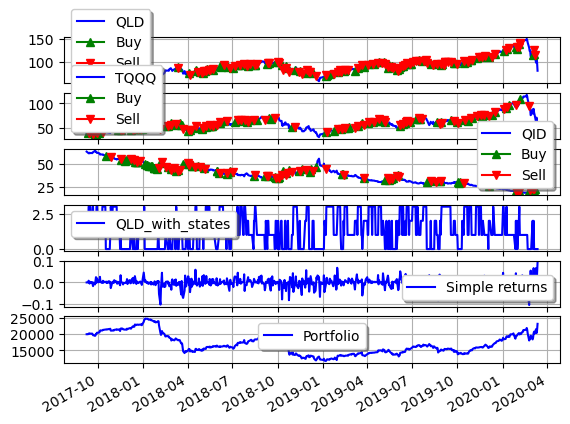 QLD
Buy
Sell
150
100
TQQQ
Buy
Sell
100
50
QID
Buy
Sell
50
25
QLD_with_states
2.5
0.0
Simple returns
0.1
0.0
−0.1
Portfolio
25000
20000
15000
2017-10
2018-01
2018-04
2018-07
2018-10
2019-01
2019-04
2019-07
2019-10
2020-01
2020-04